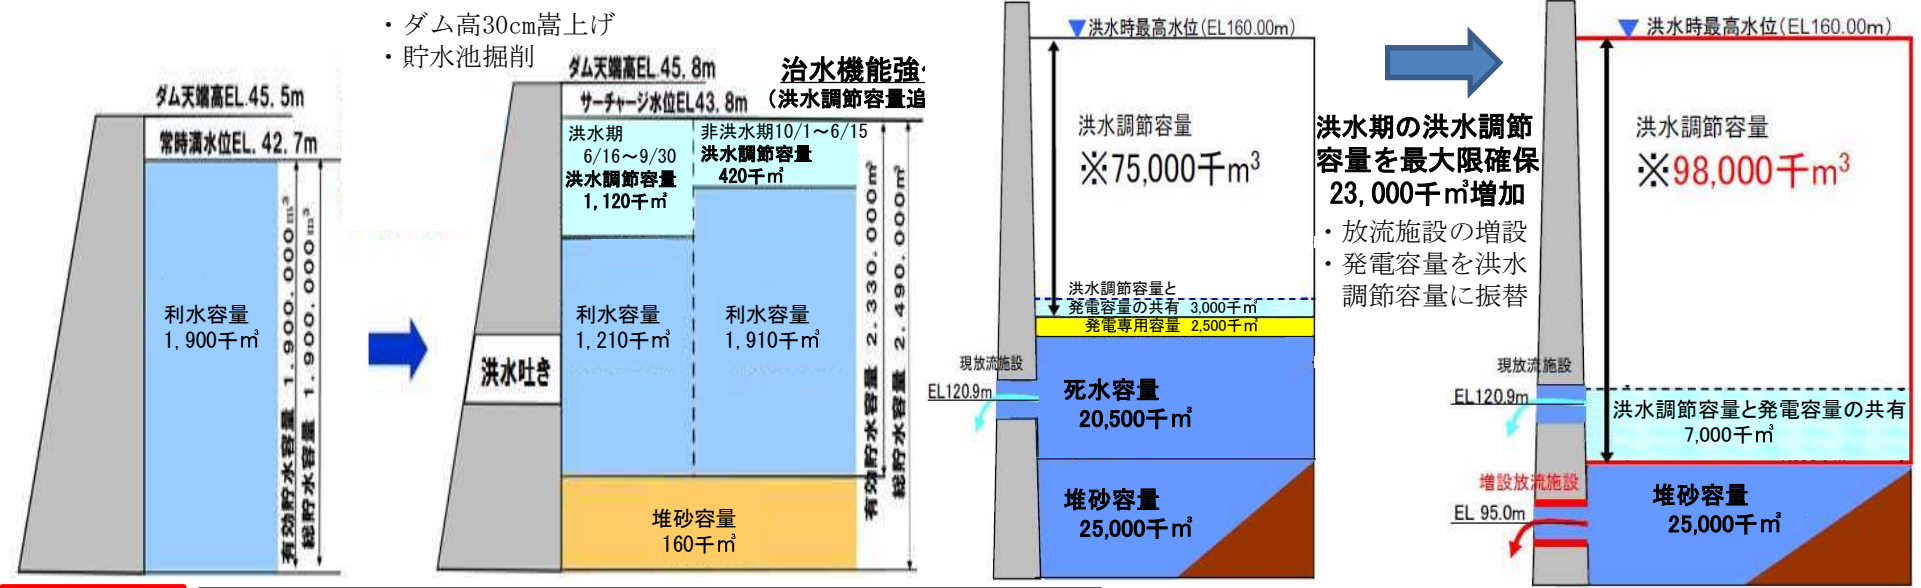 ・ダム高30cm嵩上げ
・貯水池掘削
ダム天端高EL.45.5m
常時満水位EL. 42.7m
利水容量
1,900千㎥
有効貯水容量 1.900.000m³
総貯水容量 1.900.000m³
ダム天端高EL.45.8m
サーチャージ水位EL43.8m
治水機能強
(洪水調節容量追
洪水期
6/16～9/30
洪水調節容量
1,120千㎥
非洪水期10/1～6/15
洪水調節容量
420千㎥
利水容量
1,210千㎥
利水容量
1,910千㎥
洪水吐き
堆砂容量
160千㎥
有効貯水容量 2.330.000m³
総貯水容量 2.490.000m³
洪水時最高水位(EL160.00m)
洪水調節容量
※75,000千m³
洪水調節容量と
発電容量の共有 3,000千㎥
発電専用容量 2,500千㎥
現放流施設
EL120.9m
死水容量
20,500千㎥
堆砂容量
25,000千㎥
洪水期の洪水調節
容量を最大限確保
23,000千㎥増加
・放流施設の増設
・発電容量を洪水
調節容量に振替
洪水時最高水位(EL160.00m)
洪水調節容量
※98,000千m³
現放流施設
EL120.9m
洪水調節容量と発電容量の共有
7,000千㎥
増設放流施設
EL 95.0m
堆砂容量
25,000千㎥